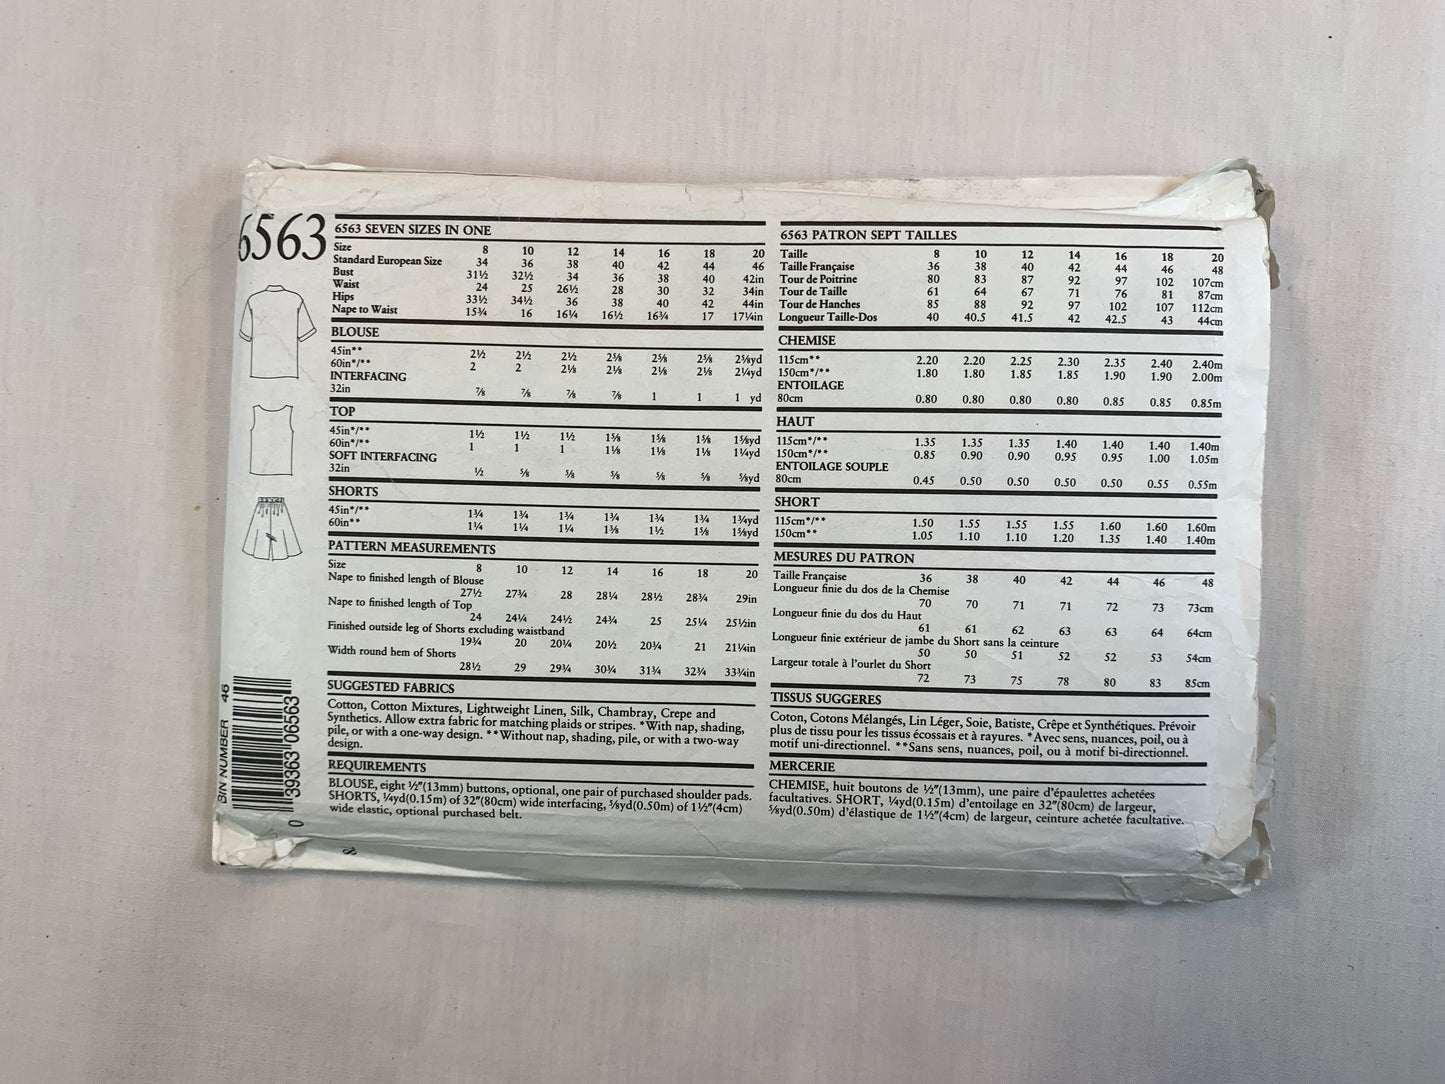 6563
6563 SEVEN SIZES IN ONE
Size 8 10 12 14 16 18 20
Standard European Size 34 36 38 40 42 44 46
Bust 31½ 32½ 34 36 38 40 42in
Waist 24 25 26½ 28 30 32 34in
Hips 33½ 34½ 36 38 40 42 44in
Nape to Waist 15¾ 16 16¼ 16½ 16¾ 17 17¼in
BLOUSE
45in** 2½ 2½ 2½ 2⅝ 2⅝ 2⅝ 2⅝yd
60in*/** 2 2 2⅛ 2⅛ 2⅛ 2⅛ 2¼yd
INTERFACING
32in ⅞ ⅞ ⅞ ⅞ 1 1 1 yd
TOP
45in*/** 1½ 1½ 1½ 1⅝ 1⅝ 1⅝ 1⅝yd
60in*/** 1 1 1 1⅛ 1⅛ 1⅛ 1¼yd
SOFT INTERFACING
32in ½ ⅝ ⅝ ⅝ ⅝ ⅝ ⅝yd
SHORTS
45in*/** 1¾ 1¾ 1¾ 1¾ 1¾ 1¾ 1¾yd
60in** 1¼ 1¼ 1¼ 1⅜ 1½ 1⅝ 1⅝yd
PATTERN MEASUREMENTS
Size 8 10 12 14 16 18 20
Nape to finished length of Blouse
27½ 27¾ 28 28¼ 28½ 28¾ 29in
Nape to finished length of Top
24 24¼ 24½ 24¾ 25 25¼ 25½in
Finished outside leg of Shorts excluding waistband
19¾ 20 20¼ 20½ 20¾ 21 21¼in
Width round hem of Shorts
28½ 29 29¾ 30¾ 31¾ 32¾ 33¾in
SUGGESTED FABRICS
Cotton, Cotton Mixtures, Lightweight Linen, Silk, Chambray, Crepe and
Synthetics. Allow extra fabric for matching plaids or stripes. *With nap, shading,
pile, or with a one-way design. **Without nap, shading, pile, or with a two-way
design.
REQUIREMENTS
BLOUSE, eight ½"(13mm) buttons, optional, one pair of purchased shoulder pads.
SHORTS, ¼yd(0.15m) of 32"(80cm) wide interfacing, ⅝yd(0.50m) of 1½"(4cm)
wide elastic, optional purchased belt.
6563 PATRON SEPT TAILLES
Taille 8 10 12 14 16 18 20
Taille Française 36 38 40 42 44 46 48
Tour de Poitrine 80 83 87 92 97 102 107cm
Tour de Taille 61 64 67 71 76 81 87cm
Tour de Hanches 85 88 92 97 102 107 112cm
Longueur Taille-Dos 40 40.5 41.5 42 42.5 43 44cm
CHEMISE
115cm** 2.20 2.20 2.25 2.30 2.35 2.40 2.40m
150cm*/** 1.80 1.80 1.85 1.85 1.90 1.90 2.00m
ENTOILAGE
80cm 0.80 0.80 0.80 0.80 0.85 0.85 0.85m
HAUT
115cm*/** 1.35 1.35 1.35 1.40 1.40 1.40 1.40m
150cm*/** 0.85 0.90 0.90 0.95 0.95 1.00 1.05m
ENTOILAGE SOUPLE
80cm 0.45 0.50 0.50 0.50 0.50 0.55 0.55m
SHORT
115cm*/** 1.50 1.55 1.55 1.55 1.60 1.60 1.60m
150cm** 1.05 1.10 1.10 1.20 1.35 1.40 1.40m
MESURES DU PATRON
Taille Française 36 38 40 42 44 46 48
Longueur finie du dos de la Chemise
70 70 71 71 72 73 73cm
Longueur finie du dos du Haut
61 61 62 63 63 64 64cm
Longueur finie extérieur de jambe du Short sans la ceinture
50 50 51 52 52 53 54cm
Largeur totale à l'ourlet du Short
72 73 75 78 80 83 85cm
TISSUS SUGGERES
Coton, Cotons Mélangés, Lin Léger, Soie, Batiste, Crêpe et Synthétiques. Prévoir
plus de tissu pour les tissus écossais et à rayures. *Avec sens, nuances, poil, ou à
motif uni-directionnel. **Sans sens, nuances, poil, ou à motif bi-directionnel.
MERCERIE
CHEMISE, huit boutons de ½"(13mm), une paire d'épaulettes achetées
facultatives. SHORT, ¼yd(0.15m) d'entoilage en 32"(80cm) de largeur,
⅝yd(0.50m) d'élastique de 1½"(4cm) de largeur, ceinture achetée facultative.
BIN NUMBER 46
39363 06563
0
8